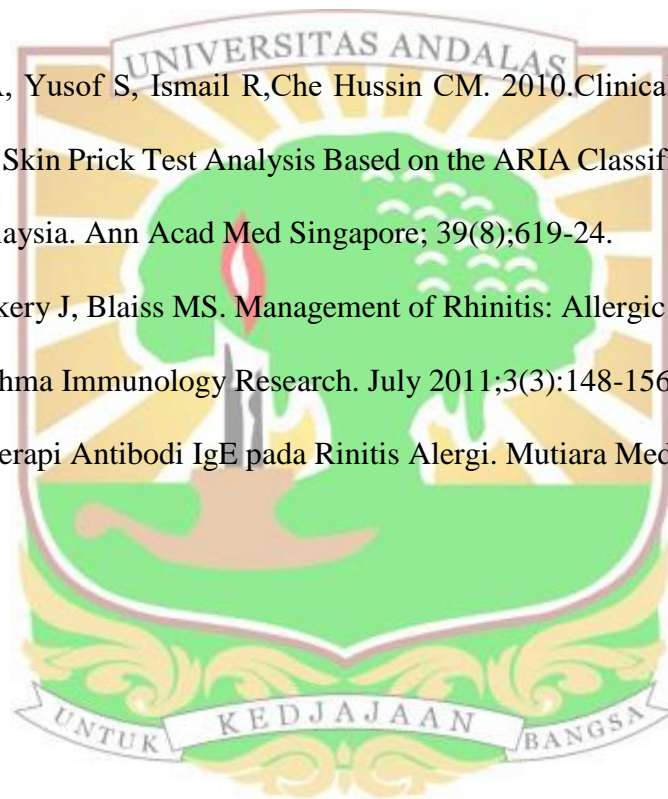 UNIVERSITAS ANDALAS
, Yusof S, Ismail R,Che Hussin CM. 2010.Clinica
Skin Prick Test Analysis Based on the ARIA Classif
aysia. Ann Acad Med Singapore; 39(8);619-24.
kery J, Blaiss MS. Management of Rhinitis: Allergic
hma Immunology Research. July 2011;3(3):148-156
erapi Antibodi IgE pada Rinitis Alergi. Mutiara Med
UNTUK KEDJAJAAN BANGSA